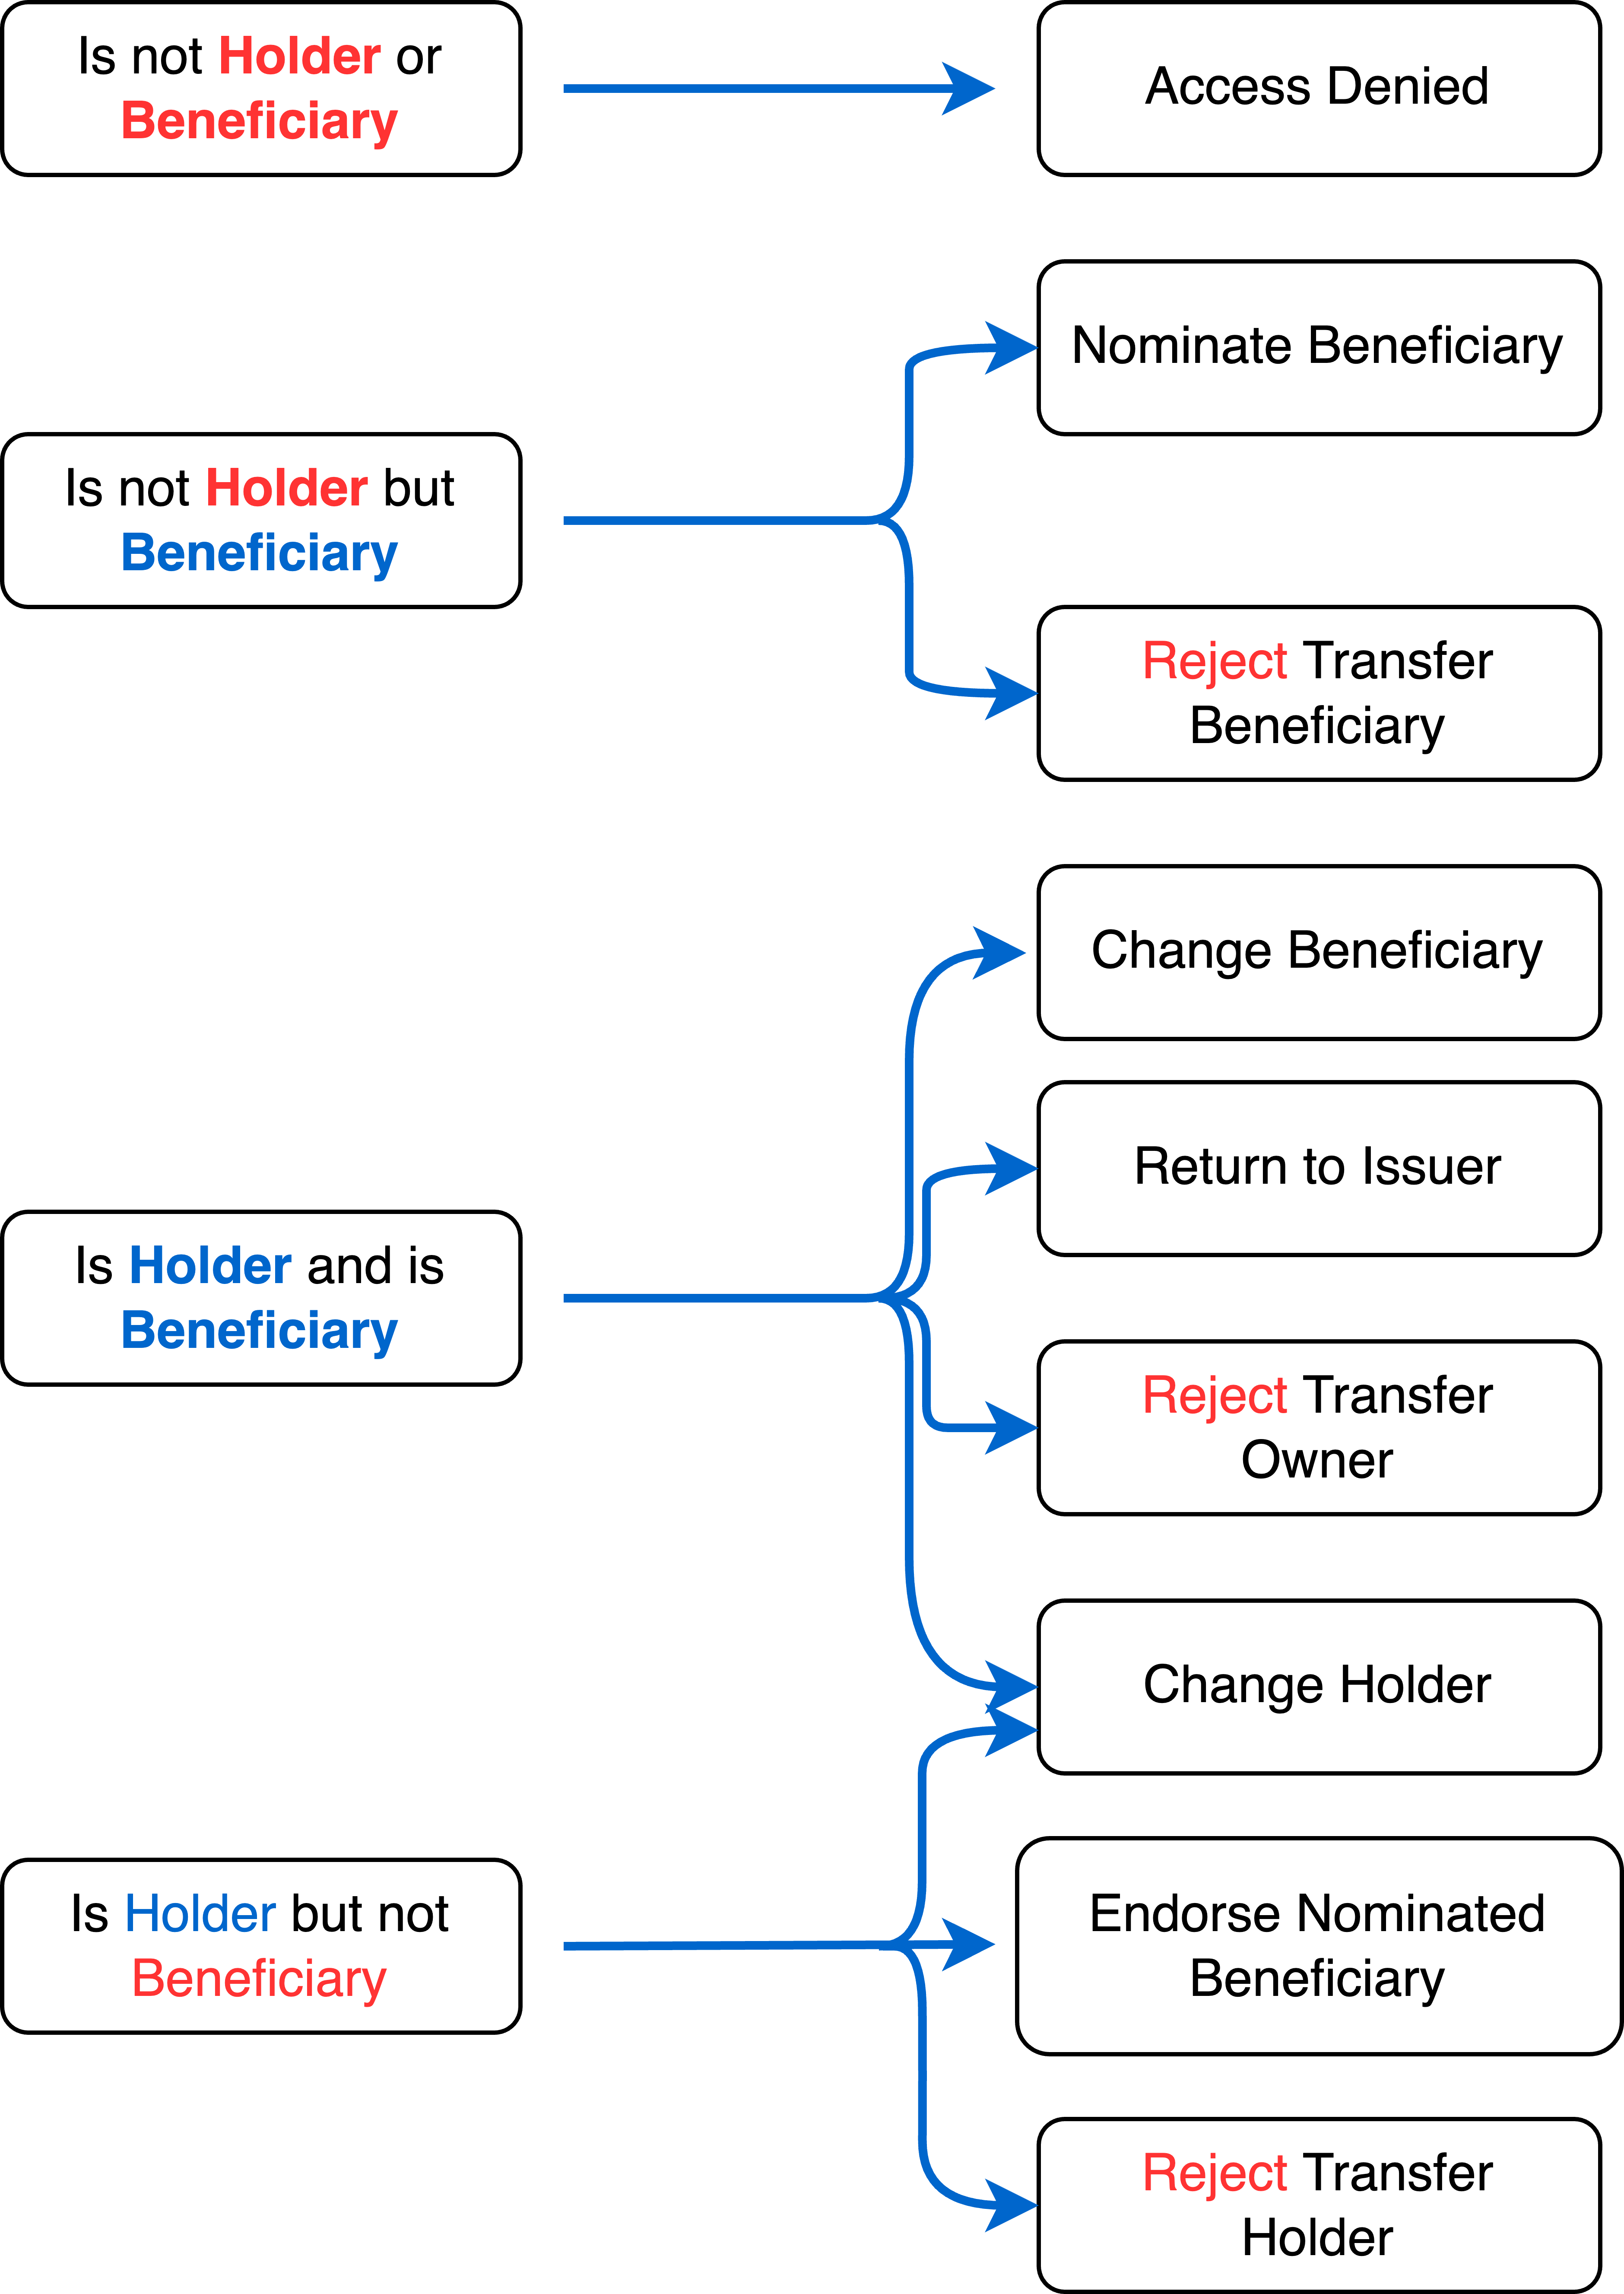 Is not Holder or
Beneficiary
Access Denied
Nominate Beneficiary
Is not Holder but
Beneficiary
Reject Transfer
Beneficiary
Change Beneficiary
Return to Issuer
Is Holder and is
Beneficiary
Reject Transfer
Owner
Change Holder
Is Holder but not
Beneficiary
Endorse Nominated
Beneficiary
Reject Transfer
Holder